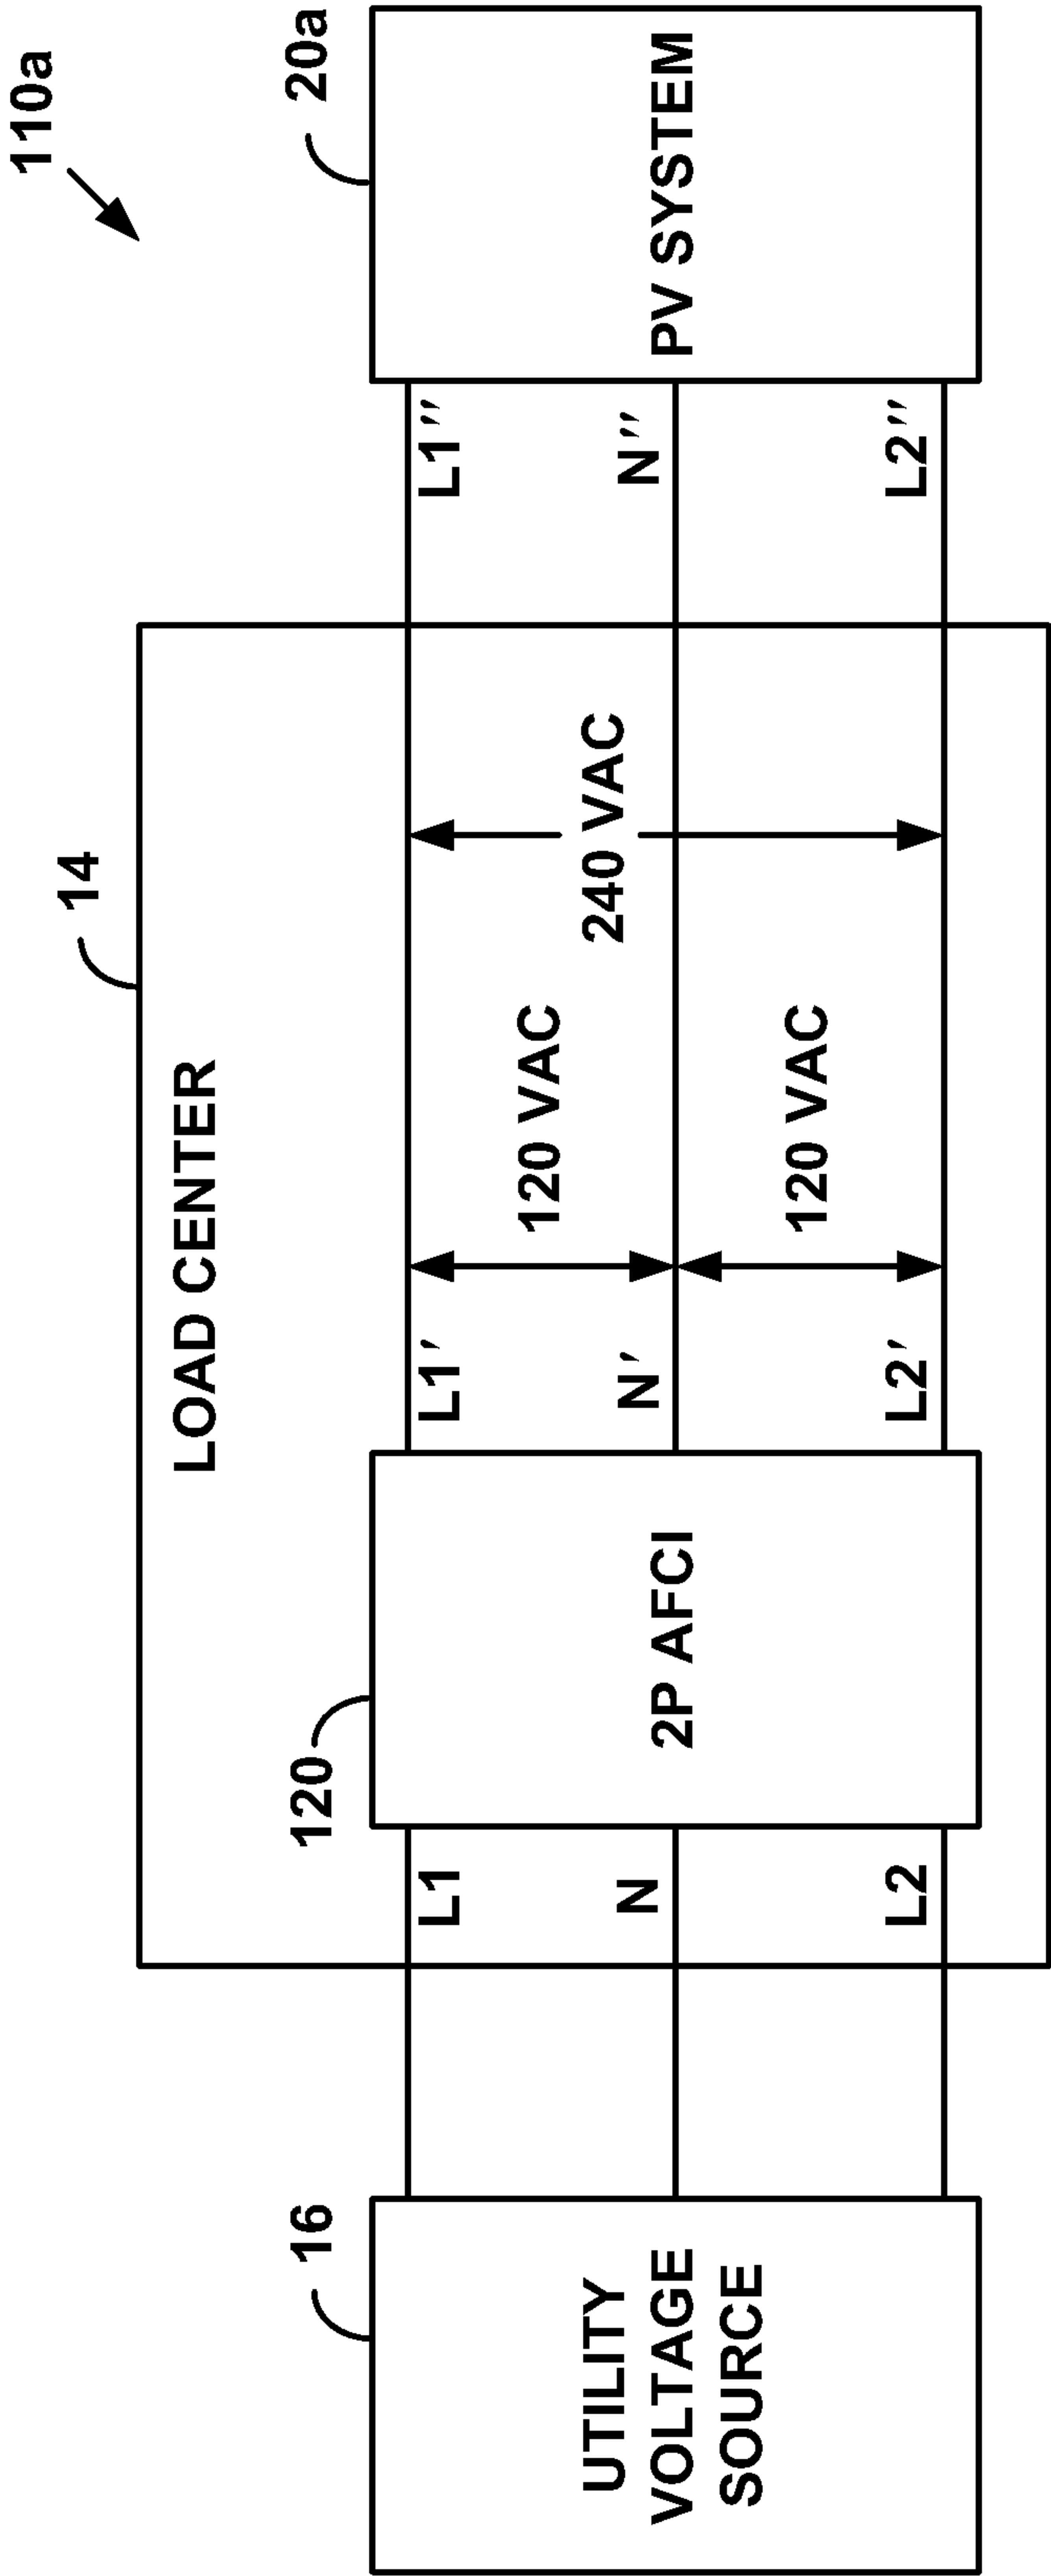 110a
14
LOAD CENTER
16
120
20a
UTILITY
VOLTAGE
SOURCE
L1
N
L2
2P AFCI
L1′
N′
L2′
120 VAC
120 VAC
240 VAC
L1″
N″
L2″
PV SYSTEM